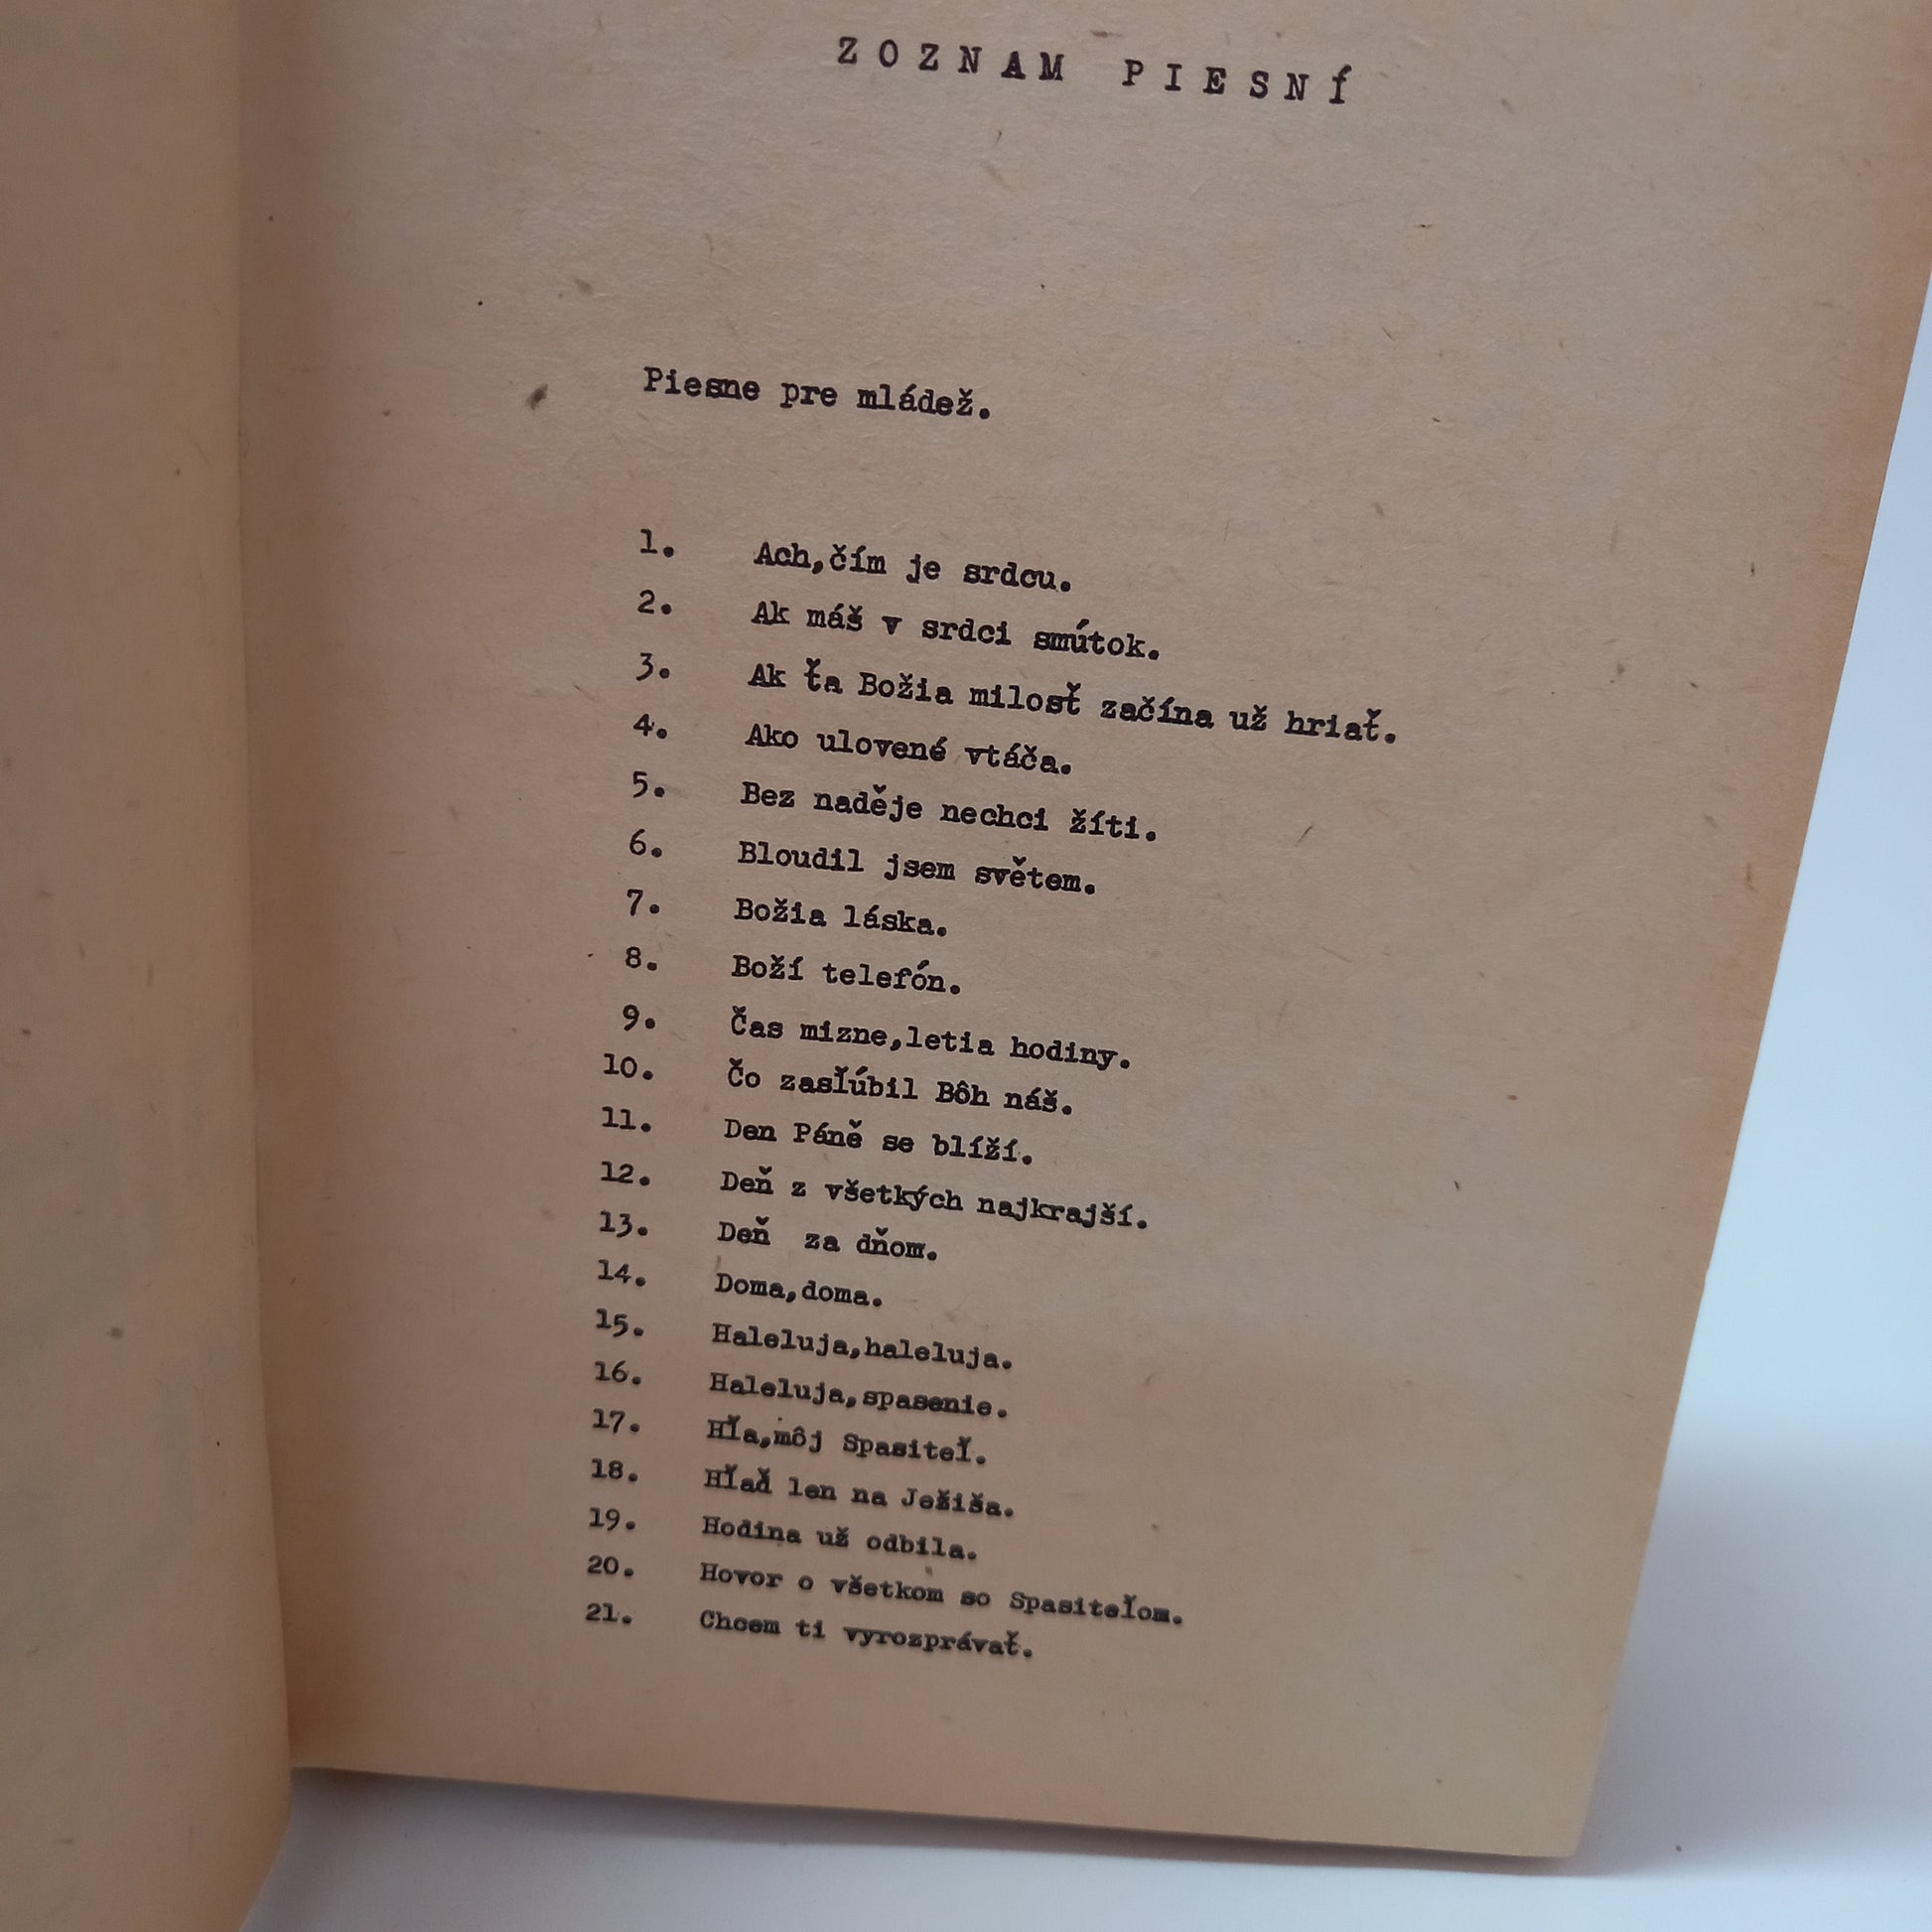 ZOZNAM PIESNÍ
Piesne pre mládež.
1. Ach,čím je srdcu.
2. Ak máš v srdci smútok.
3. Ak ťa Božia milosť začína už hriať.
4. Ako ulovené vtáča.
5. Bez naděje nechci žíti.
6. Bloudil jsem světem.
7. Božia láska.
8. Boží telefón.
9. Čas mizne,letia hodiny.
10. Čo zasľúbil Bôh náš.
11. Den Páně se blíží.
12. Deň z všetkých najkrajší.
13. Deň za dňom.
14. Doma,doma.
15. Haleluja,haleluja.
16. Haleluja,spasenie.
17. Hľa,môj Spasiteľ.
18. Hľaď len na Ježiša.
19. Hodina už odbila.
20. Hovor o všetkom so Spasiteľom.
21. Chcem ti vyrozprávať.